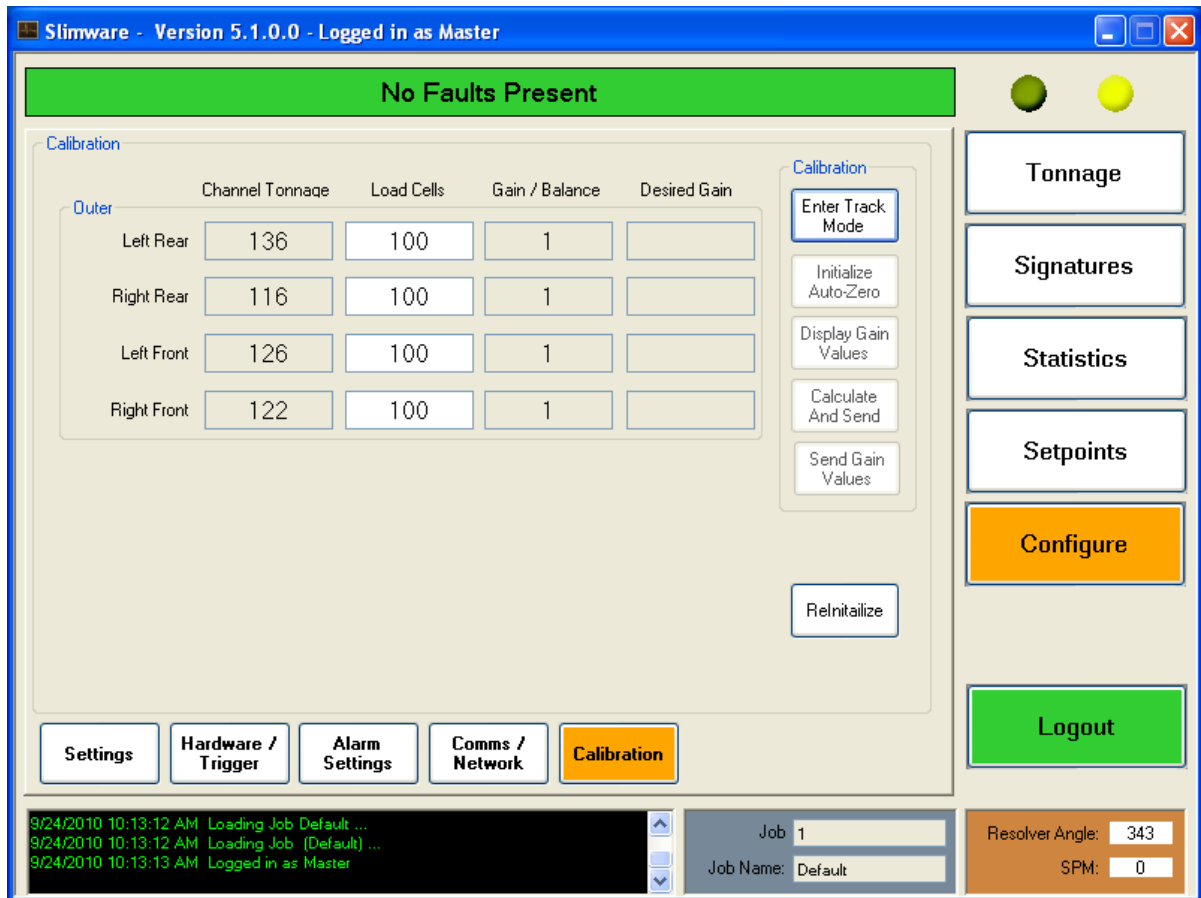 Slimware - Version 5.1.0.0 - Logged in as Master
No Faults Present
Calibration
Channel Tonnage Load Cells Gain / Balance Desired Gain
Outer
Left Rear 136 100 1
Right Rear 116 100 1
Left Front 126 100 1
Right Front 122 100 1
Calibration
Enter Track
Mode
Initialize
Auto-Zero
Display Gain
Values
Calculate
And Send
Send Gain
Values
ReInitailize
Settings
Hardware /
Trigger
Alarm
Settings
Comms /
Network
Calibration
Tonnage
Signatures
Statistics
Setpoints
Configure
Logout
9/24/2010 10:13:12 AM Loading Job Default ...
9/24/2010 10:13:12 AM Loading Job (Default) ...
9/24/2010 10:13:13 AM Logged in as Master
Job 1
Job Name: Default
Resolver Angle: 343
SPM: 0